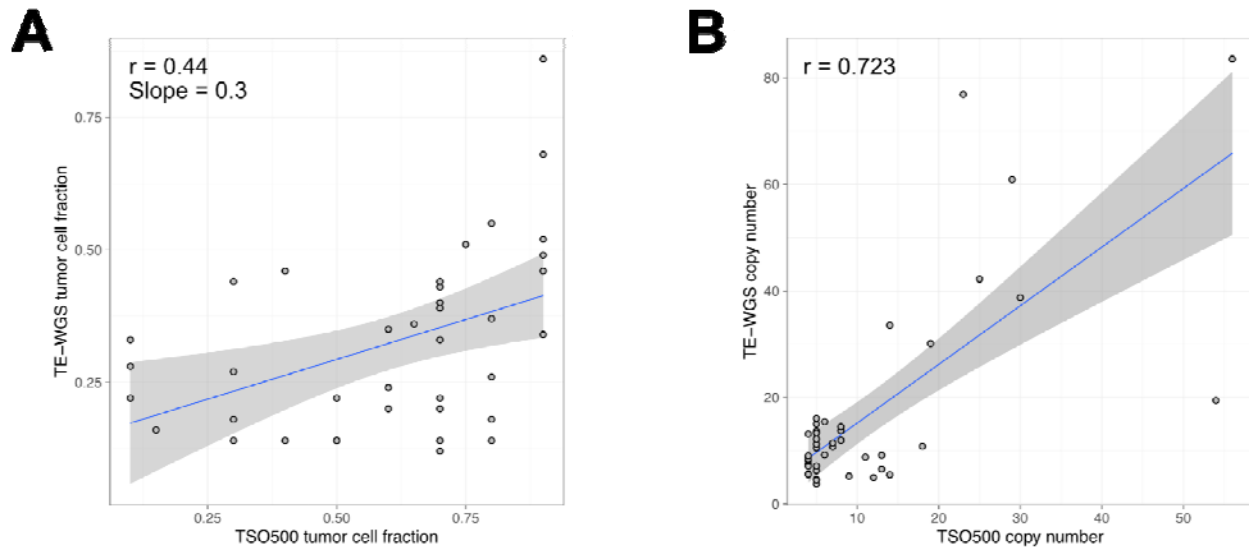 A
r = 0.44
Slope = 0.3
0.75
0.50
0.25
TE-WGS tumor cell fraction
0.25
0.50
0.75
TSO500 tumor cell fraction
B
r = 0.723
80
60
40
20
0
TE-WGS copy number
10
20
30
40
50
TSO500 copy number